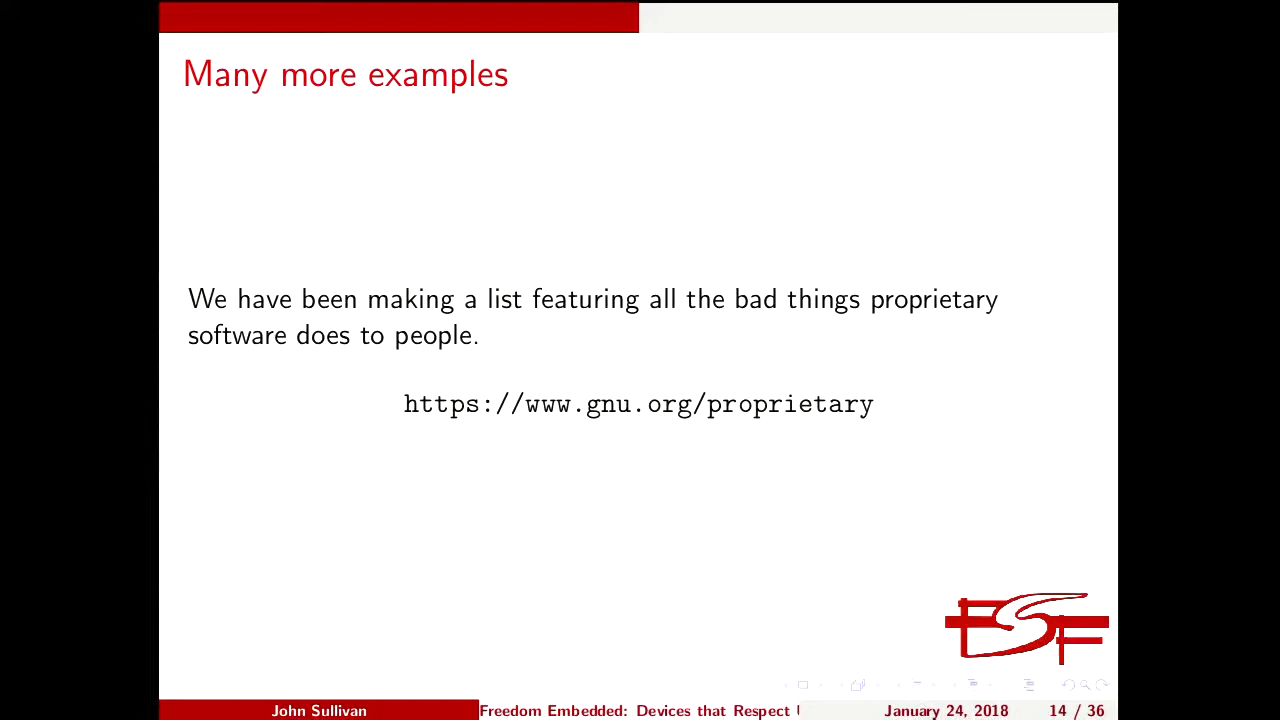 Many more examples
We have been making a list featuring all the bad things proprietary
software does to people.
https://www.gnu.org/proprietary
FSF
John Sullivan
Freedom Embedded: Devices that Respect
January 24, 2018
14 / 36